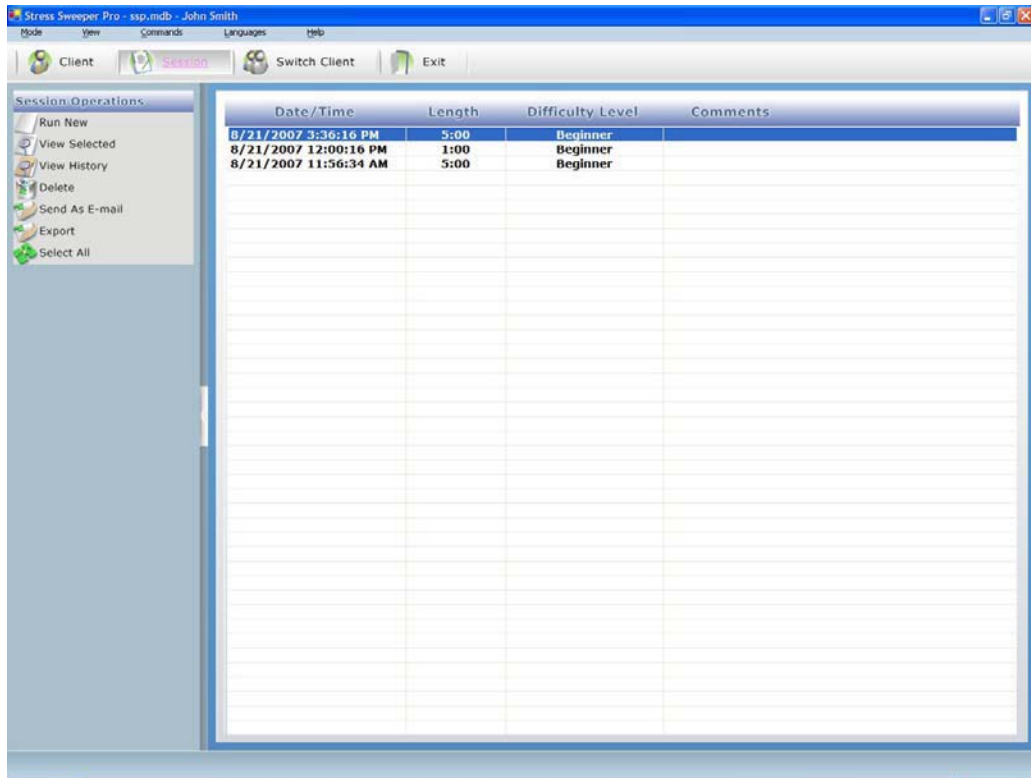 Stress Sweeper Pro - ssp.mdb - John Smith
Mode View Commands Languages Help
Client Session Switch Client Exit
Session Operations
Run New
View Selected
View History
Delete
Send As E-mail
Export
Select All
Date/Time Length Difficulty Level Comments
8/21/2007 3:36:16 PM 5:00 Beginner
8/21/2007 12:00:16 PM 1:00 Beginner
8/21/2007 11:56:34 AM 5:00 Beginner